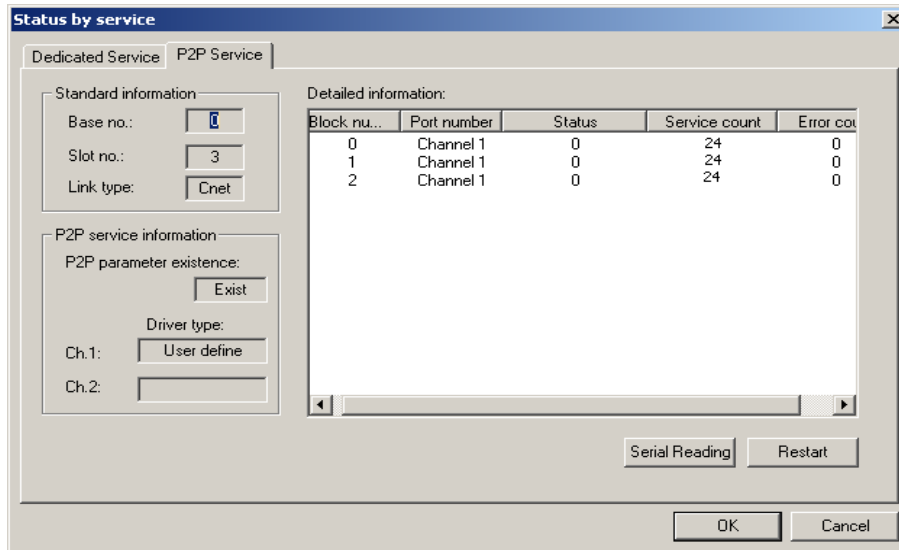 Status by service
Dedicated Service P2P Service
Standard information
Base no.: 0
Slot no.: 3
Link type: Cnet
P2P service information
P2P parameter existence:
Exist
Driver type:
Ch.1: User define
Ch.2:
Detailed information:
Block nu... Port number Status Service count Error cou
0 Channel 1 0 24 0
1 Channel 1 0 24 0
2 Channel 1 0 24 0
Serial Reading Restart
OK Cancel